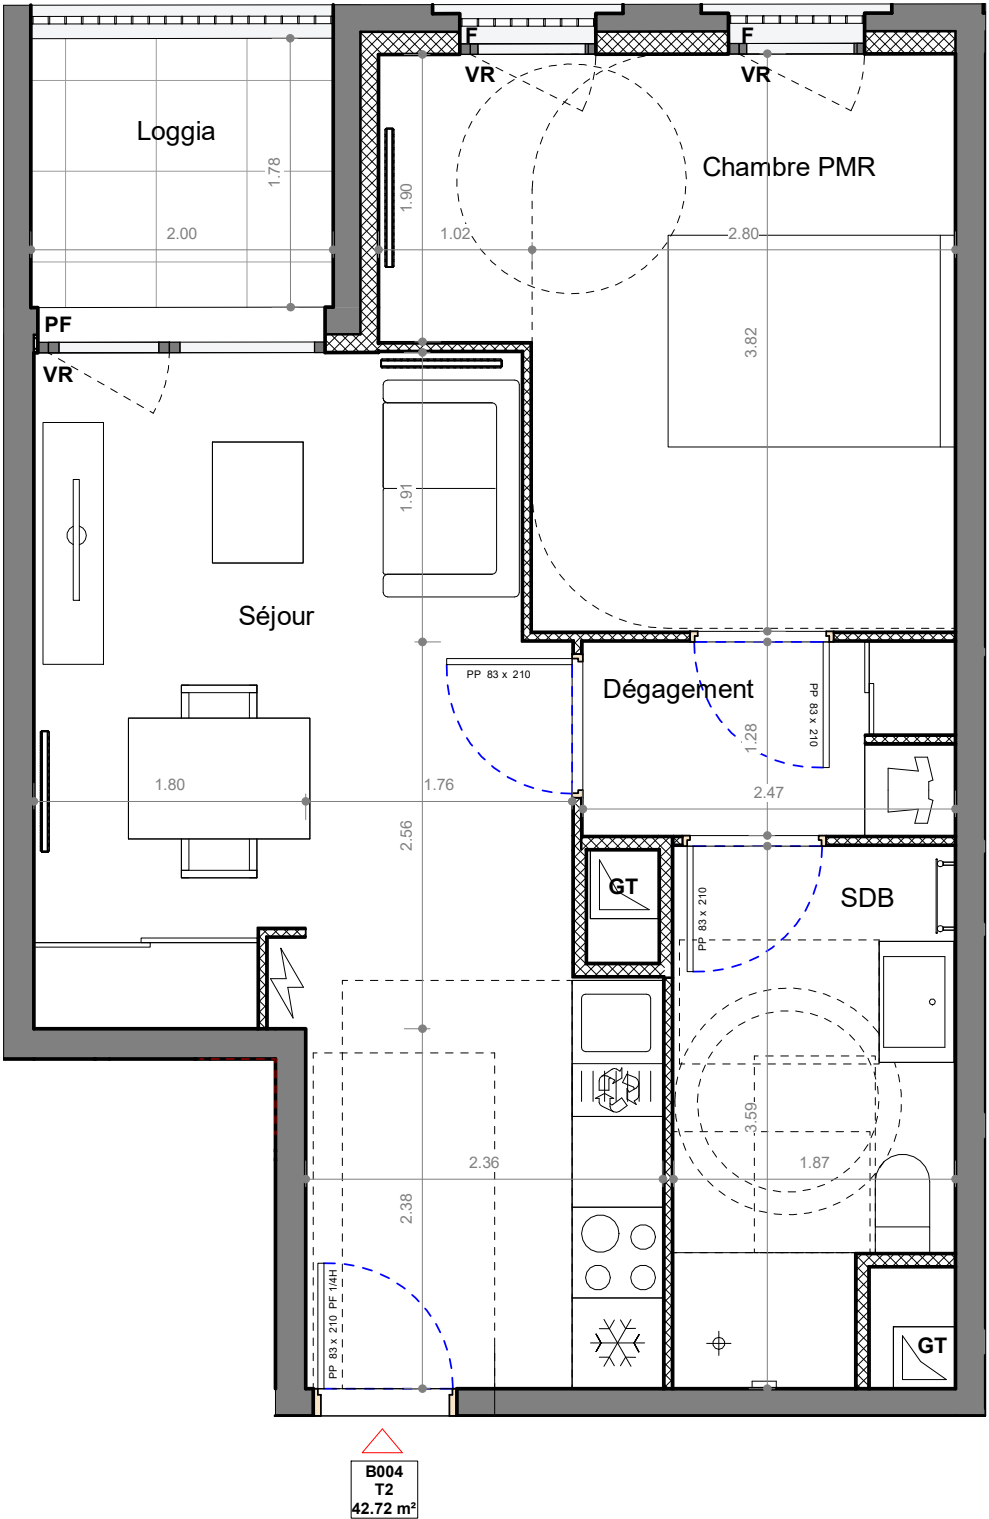 F
F
VR
VR
Loggia
Chambre PMR
1.78
1.90
2.00
1.02
2.80
PF
3.82
VR
1.91
Séjour
PP 83 x 210
Dégagement
PP 83 x 210
1.28
1.80
1.76
2.47
2.56
GT
SDB
PP 83 x 210
3.59
2.36
1.87
2.38
PP 83 x 210 PF 1/4H
GT
B004
T2
42.72 m²